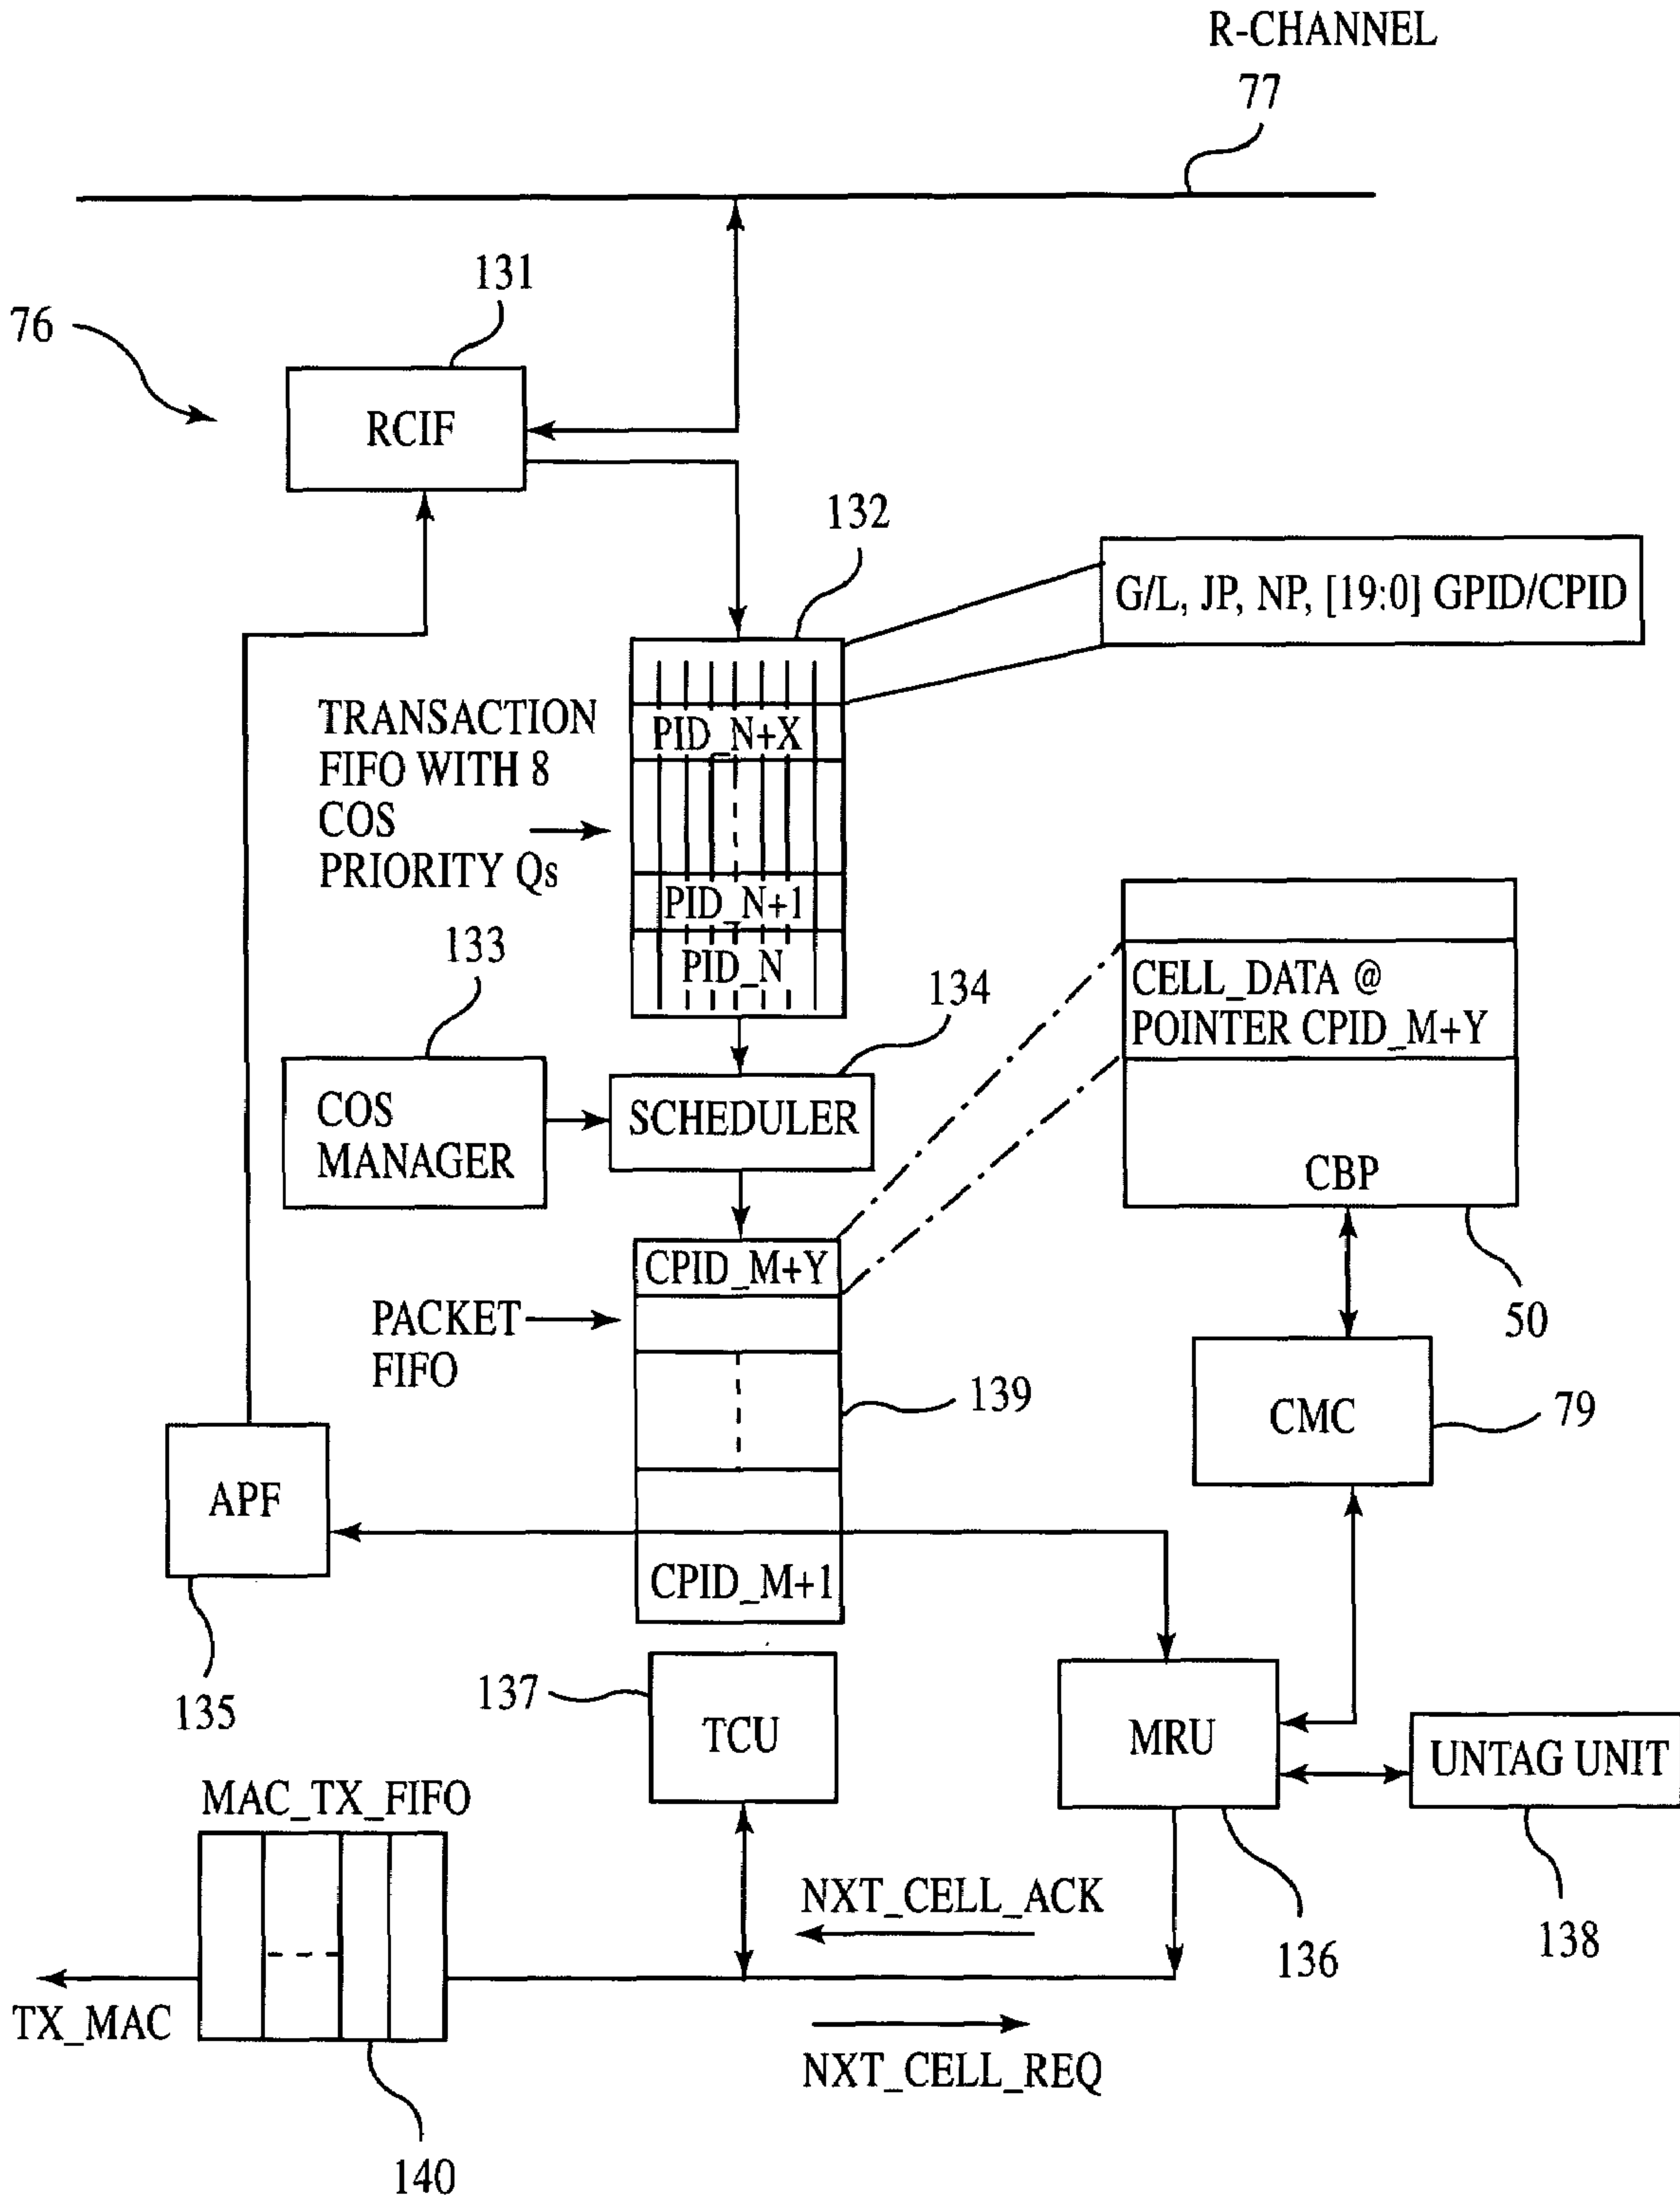 R-CHANNEL
77
131
76
RCIF
132
G/L, JP, NP, [19:0] GPID/CPID
TRANSACTION
FIFO WITH 8
COS
PRIORITY Qs
PID_N+X
PID_N+1
PID_N
133
134
CELL_DATA @
POINTER CPID_M+Y
CBP
COS
MANAGER
SCHEDULER
50
CPID_M+Y
PACKET
FIFO
139
CMC
79
APF
CPID_M+1
135
137
TCU
MRU
UNTAG UNIT
MAC_TX_FIFO
NXT_CELL_ACK
136
138
TX_MAC
NXT_CELL_REQ
140